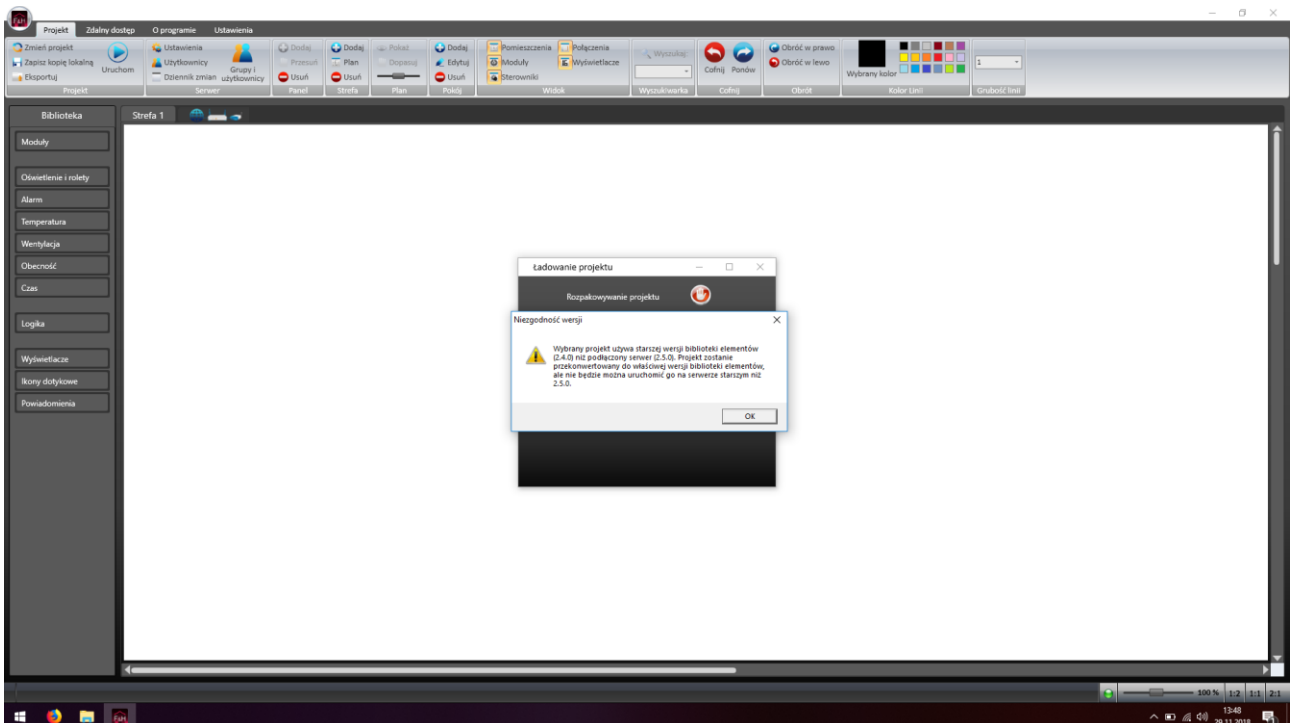 F&H
Projekt Zdalny dostęp O programie Ustawienia
Zmień projekt
Zapisz kopię lokalną
Eksportuj
Uruchom
Projekt
Ustawienia
Użytkownicy
Dziennik zmian
Grupy i
użytkownicy
Serwer
Dodaj
Przesuń
Usuń
Panel
Dodaj
Plan
Usuń
Strefa
Pokaż
Dopasuj
Plan
Dodaj
Edytuj
Usuń
Pokój
Pomieszczenia Połączenia
Moduły Wyświetlacze
Sterowniki
Widok
Wyszukaj:
Wyszukiwarka
Cofnij Ponów
Cofnij
Obróć w prawo
Obróć w lewo
Obrót
Wybrany kolor
Kolor Linii
1
Grubość linii
Biblioteka
Strefa 1
Moduły
Oświetlenie i rolety
Alarm
Temperatura
Wentylacja
Obecność
Czas
Logika
Wyświetlacze
Ikony dotykowe
Powiadomienia
Ładowanie projektu
Rozpakowywanie projektu
Niezgodność wersji
Wybrany projekt używa starszej wersji biblioteki elementów
(2.4.0) niż podłączony serwer (2.5.0). Projekt zostanie
przekonwertowany do właściwej wersji biblioteki elementów,
ale nie będzie można uruchomić go na serwerze starszym niż
2.5.0.
OK
100 % 1:2 1:1 2:1
13:48
29.11.2018